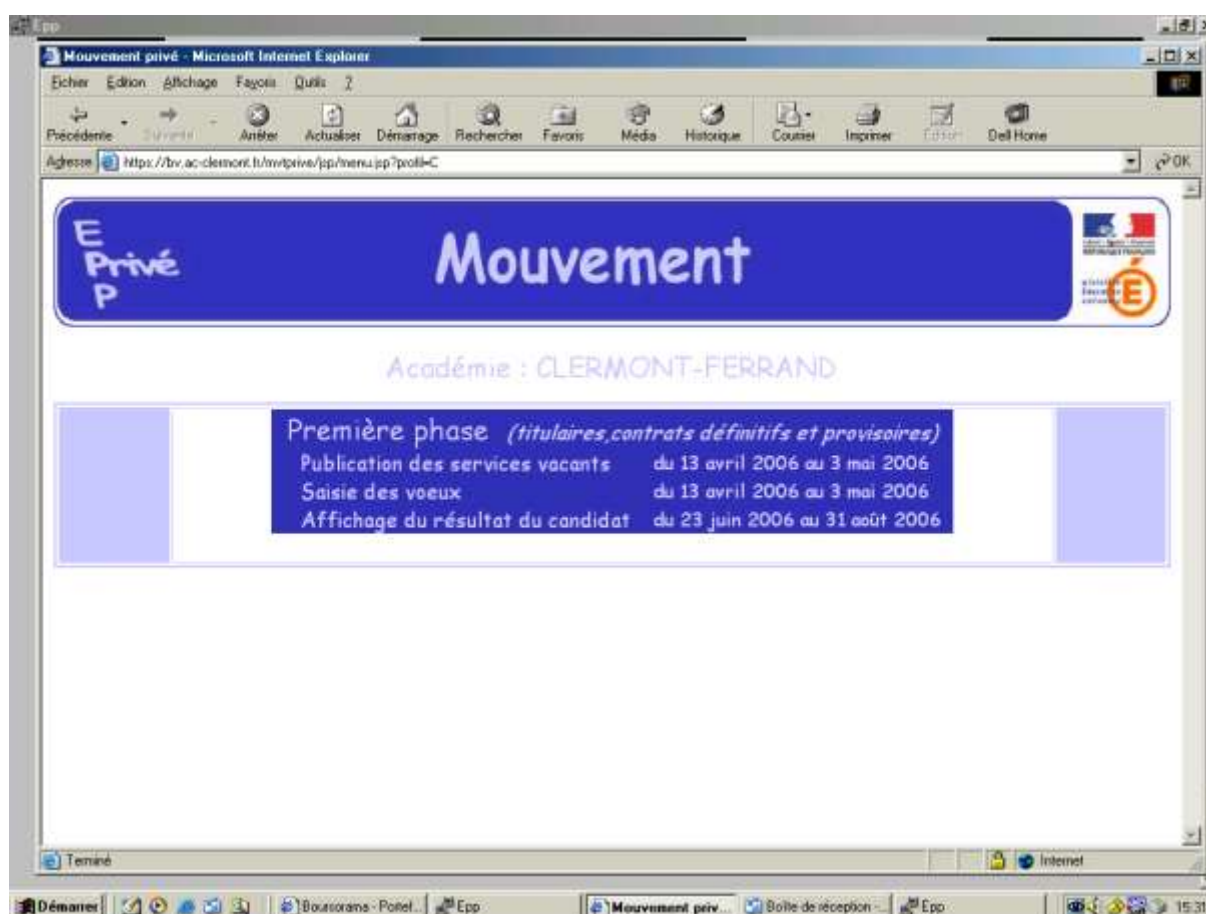 Epp
Mouvement privé - Microsoft Internet Explorer
Fichier Edition Affichage Favoris Outils ?
Précédente Suivante Arrêter Actualiser Démarrage Rechercher Favoris Média Historique Courrier Imprimer Edition Dell Home
Adresse https://bv.ac-clermont.fr/mvtprive/jsp/menu.jsp?profil=C OK
E
Privé
P
Mouvement
RÉPUBLIQUE FRANÇAISE
Académie : CLERMONT-FERRAND
Première phase (titulaires,contrats définitifs et provisoires)
Publication des services vacants du 13 avril 2006 au 3 mai 2006
Saisie des voeux du 13 avril 2006 au 3 mai 2006
Affichage du résultat du candidat du 23 juin 2006 au 31 août 2006
Terminé Internet
Démarrer Boursorama - Portef... Epp Mouvement priv... Boîte de réception - ... Epp 15:31